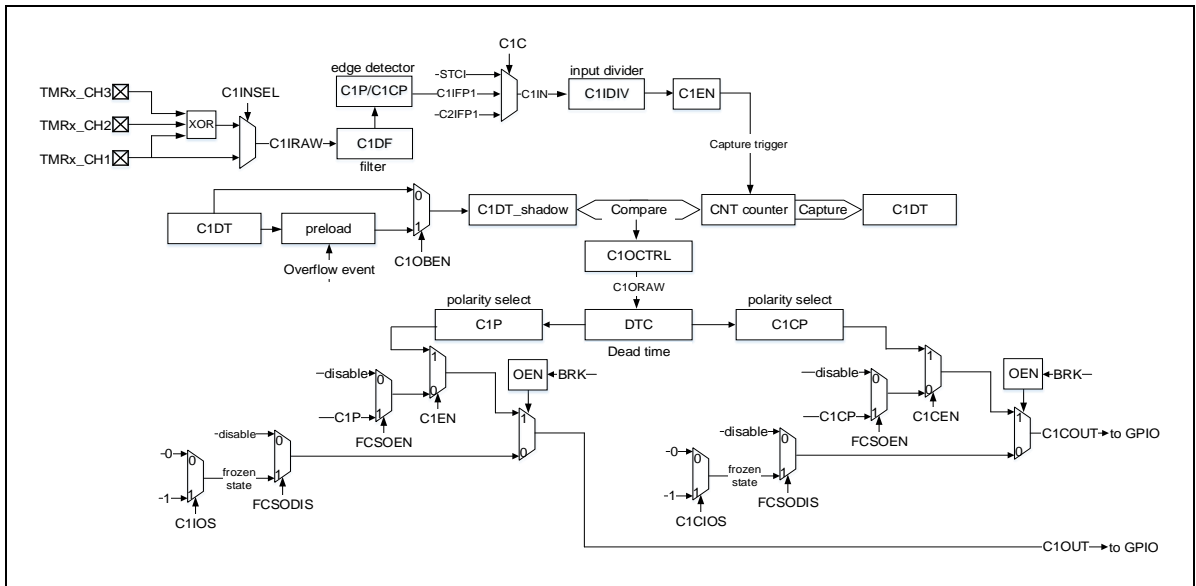 C1C
edge detector
input divider
-STCI
C1P/C1CP
C1IFP1
C1IN
C1IDIV
C1EN
-C2IFP1
TMRx_CH3
C1INSEL
TMRx_CH2
XOR
TMRx_CH1
C1IRAW
C1DF
filter
Capture trigger
0
C1DT
preload
1
C1DT_shadow
Compare
CNT counter
Capture
C1DT
C1OBEN
Overflow event
C1OCTRL
C1ORAW
polarity select
polarity select
C1P
DTC
C1CP
Dead time
1
0
disable
0
1
C1P
C1EN
FCSOEN
OEN
BRK
1
0
disable
0
1
C1CP
C1CEN
FCSOEN
1
0
OEN
BRK
1
0
C1COUT
to GPIO
-disable
0
1
-0
0
-1
1
frozen
state
FCSODIS
C1IOS
-disable
0
1
-0
0
-1
1
frozen
state
FCSODIS
C1CIOS
C1OUT
to GPIO